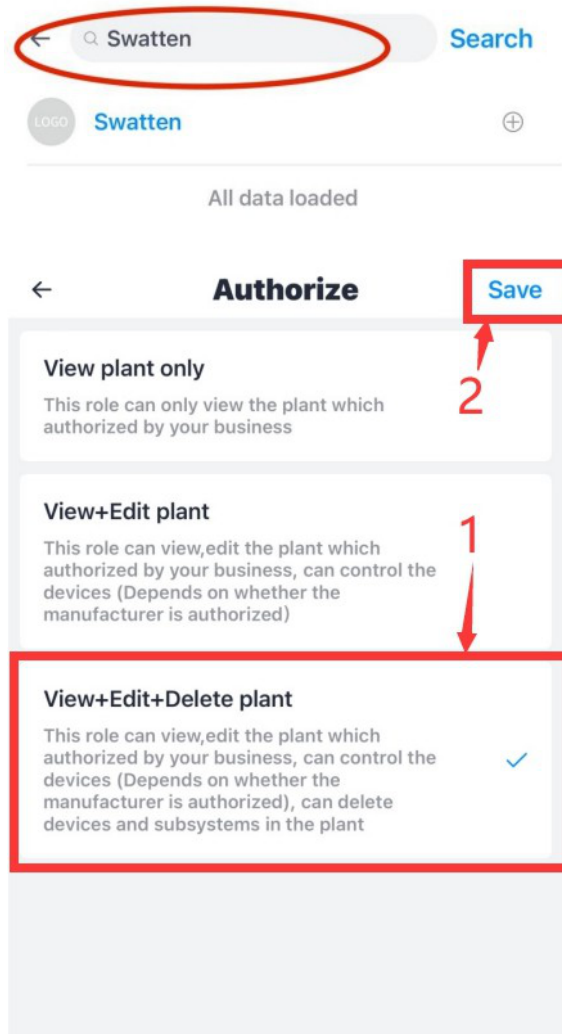 Swatten Search
LOGO Swatten
All data loaded
Authorize Save
View plant only
This role can only view the plant which
authorized by your business
2
View+Edit plant
This role can view,edit the plant which
authorized by your business, can control the
devices (Depends on whether the
manufacturer is authorized)
1
View+Edit+Delete plant
This role can view,edit the plant which
authorized by your business, can control the
devices (Depends on whether the
manufacturer is authorized), can delete
devices and subsystems in the plant